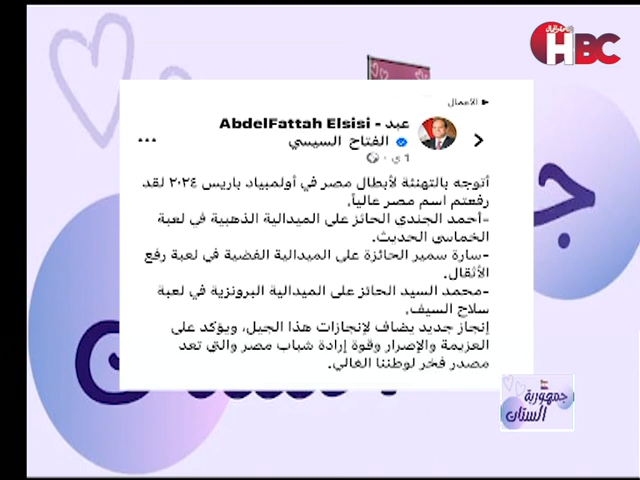 HBC
الأعمال
AbdelFattah Elsisi - عبد
الفتاح السيسي
1 ي
أتوجه بالتهنئة لأبطال مصر في أولمبياد باريس ٢٠٢٤ لقد
رفعتم اسم مصر عالياً.
-أحمد الجندي الحائز على الميدالية الذهبية في لعبة
الخماسي الحديث.
-سارة سمير الحائزة على الميدالية الفضية في لعبة رفع
الأثقال.
-محمد السيد الحائز على الميدالية البرونزية في لعبة
سلاح السيف.
إنجاز جديد يضاف لإنجازات هذا الجيل، ويؤكد على
العزيمة والإصرار وقوة إرادة شباب مصر والتي تعد
مصدر فخر لوطننا الغالي.
جمهورية
الستات